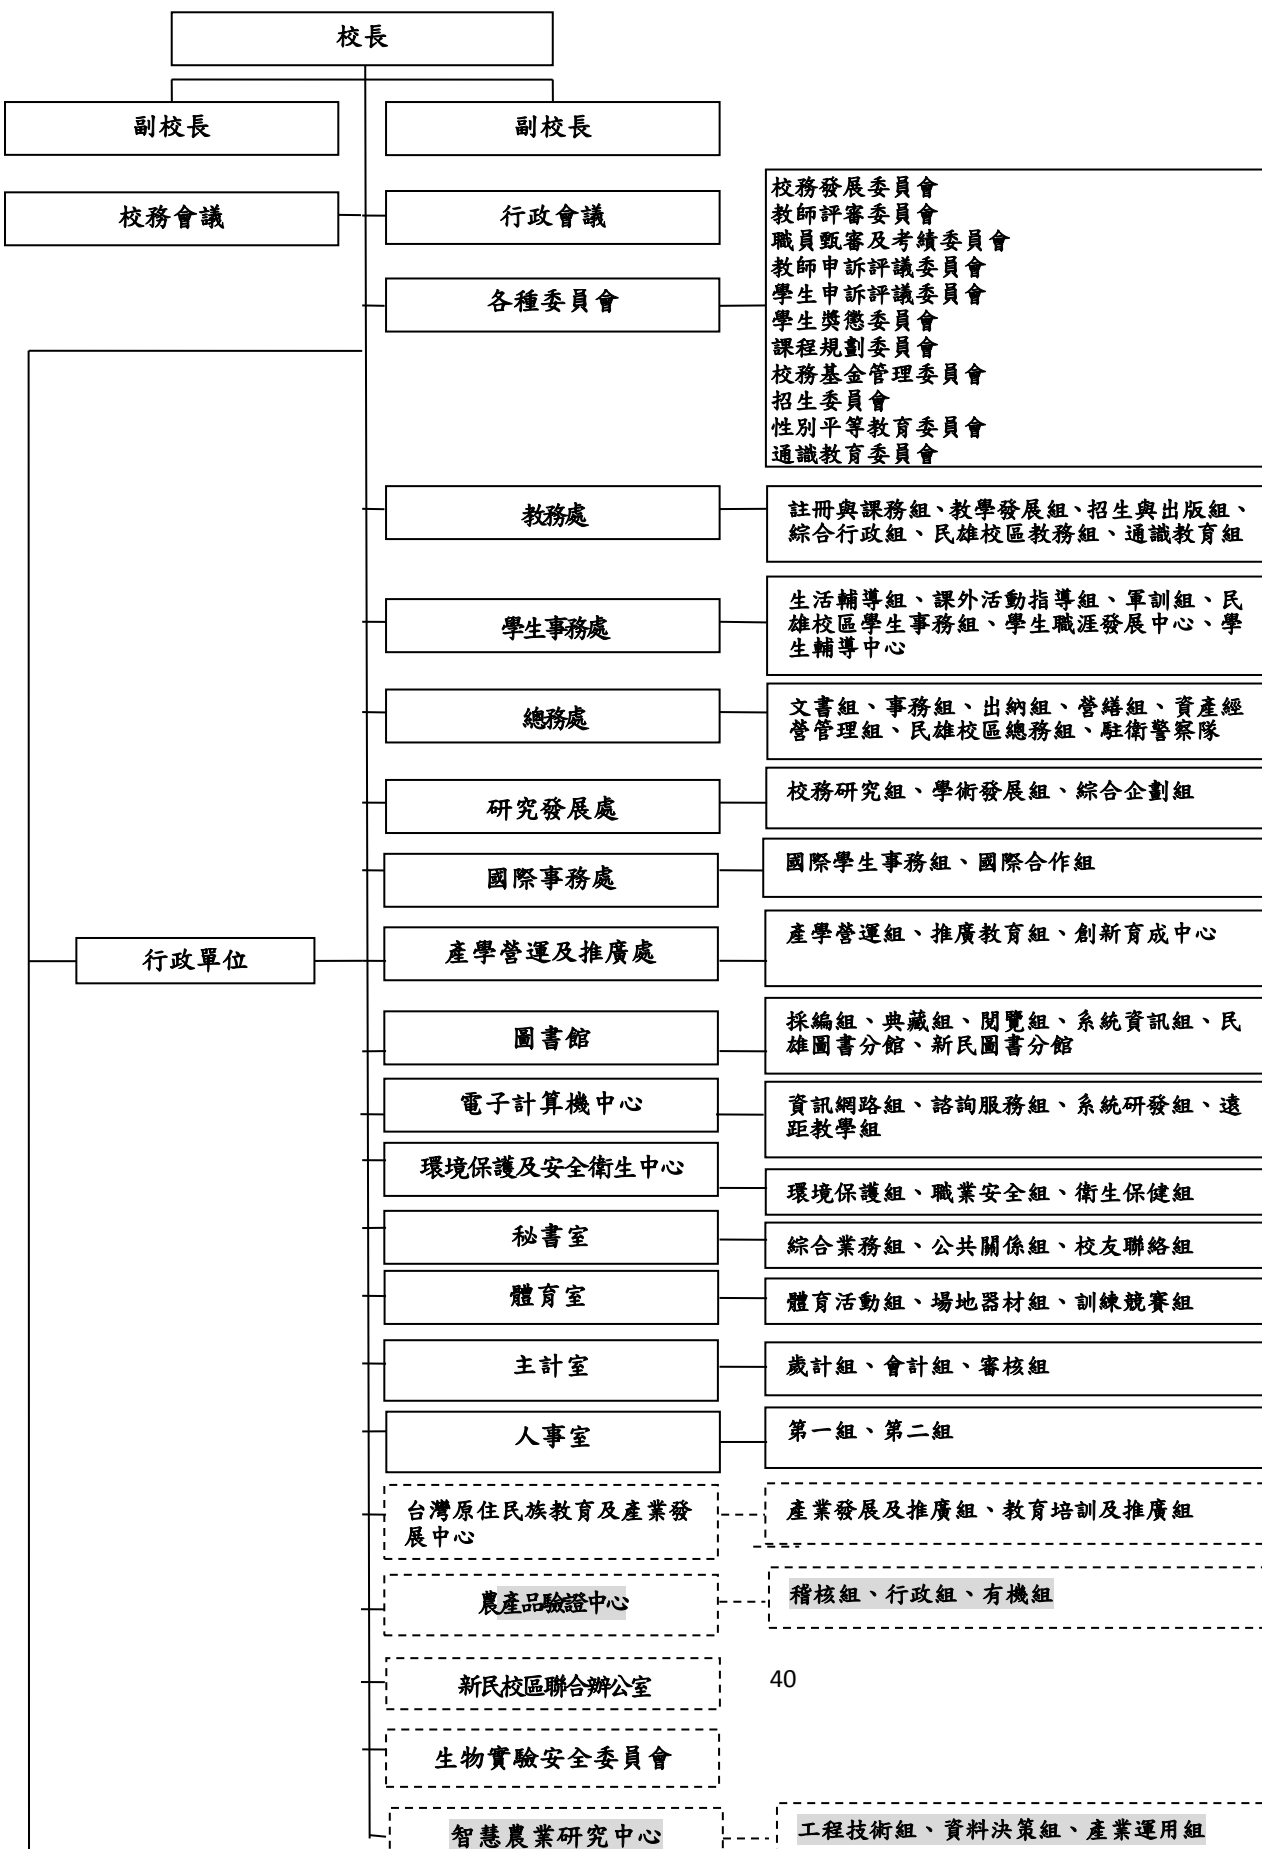 校長
副校長
副校長
校務會議
行政會議
各種委員會
校務發展委員會
教師評審委員會
職員甄審及考績委員會
教師申訴評議委員會
學生申訴評議委員會
學生獎懲委員會
課程規劃委員會
校務基金管理委員會
招生委員會
性別平等教育委員會
通識教育委員會
教務處
註冊與課務組、教學發展組、招生與出版組、
綜合行政組、民雄校區教務組、通識教育組
學生事務處
生活輔導組、課外活動指導組、軍訓組、民
雄校區學生事務組、學生職涯發展中心、學
生輔導中心
總務處
文書組、事務組、出納組、營繕組、資產經
營管理組、民雄校區總務組、駐衛警察隊
研究發展處
校務研究組、學術發展組、綜合企劃組
國際事務處
國際學生事務組、國際合作組
行政單位
產學營運及推廣處
產學營運組、推廣教育組、創新育成中心
圖書館
採編組、典藏組、閱覽組、系統資訊組、民
雄圖書分館、新民圖書分館
電子計算機中心
資訊網路組、諮詢服務組、系統研發組、遠
距教學組
環境保護及安全衛生中心
環境保護組、職業安全組、衛生保健組
秘書室
綜合業務組、公共關係組、校友聯絡組
體育室
體育活動組、場地器材組、訓練競賽組
主計室
歲計組、會計組、審核組
人事室
第一組、第二組
台灣原住民族教育及產業發
展中心
產業發展及推廣組、教育培訓及推廣組
農產品驗證中心
稽核組、行政組、有機組
新民校區聯合辦公室
40
生物實驗安全委員會
智慧農業研究中心
工程技術組、資料決策組、產業運用組